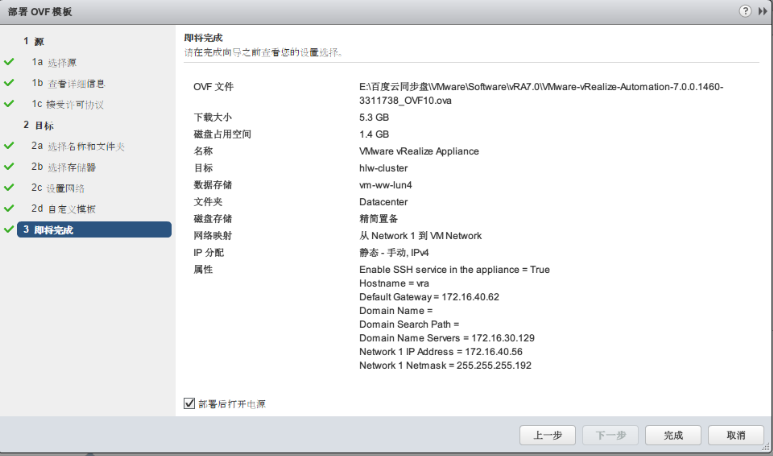 部署 OVF 模板
1 源
1a 选择源
1b 查看详细信息
1c 接受许可协议
2 目标
2a 选择名称和文件夹
2b 选择存储器
2c 设置网络
2d 自定义模板
3 即将完成
即将完成
请在完成向导之前查看您的设置选择。
OVF 文件 E:\百度云同步盘\VMware\Software\vRA7.0\VMware-vRealize-Automation-7.0.0.1460-
3311738_OVF10.ova
下载大小 5.3 GB
磁盘占用空间 1.4 GB
名称 VMware vRealize Appliance
目标 hlw-cluster
数据存储 vm-ww-lun4
文件夹 Datacenter
磁盘存储 精简置备
网络映射 从 Network 1 到 VM Network
IP 分配 静态 - 手动, IPv4
属性 Enable SSH service in the appliance = True
Hostname = vra
Default Gateway = 172.16.40.62
Domain Name =
Domain Search Path =
Domain Name Servers = 172.16.30.129
Network 1 IP Address = 172.16.40.56
Network 1 Netmask = 255.255.255.192
部署后打开电源
上一步 下一步 完成 取消